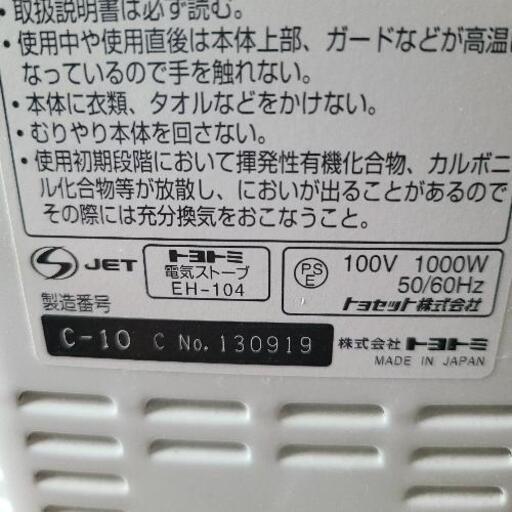 ・取扱説明書は必ず読む。
・使用中や使用直後は本体上部、ガードなどが高温に
なっているので手を触れない。
・本体に衣類、タオルなどをかけない。
・むりやり本体を回さない。
・使用初期段階において揮発性有機化合物、カルボニ
ル化合物等が放散し、においが出ることがあるので
その際には充分換気をおこなうこと。
S JET
トヨトミ
電気ストーブ
EH-104
PS
E
100V 1000W
50/60Hz
トヨセット株式会社
製造番号
C-10 C No.130919
株式会社トヨトミ
MADE IN JAPAN